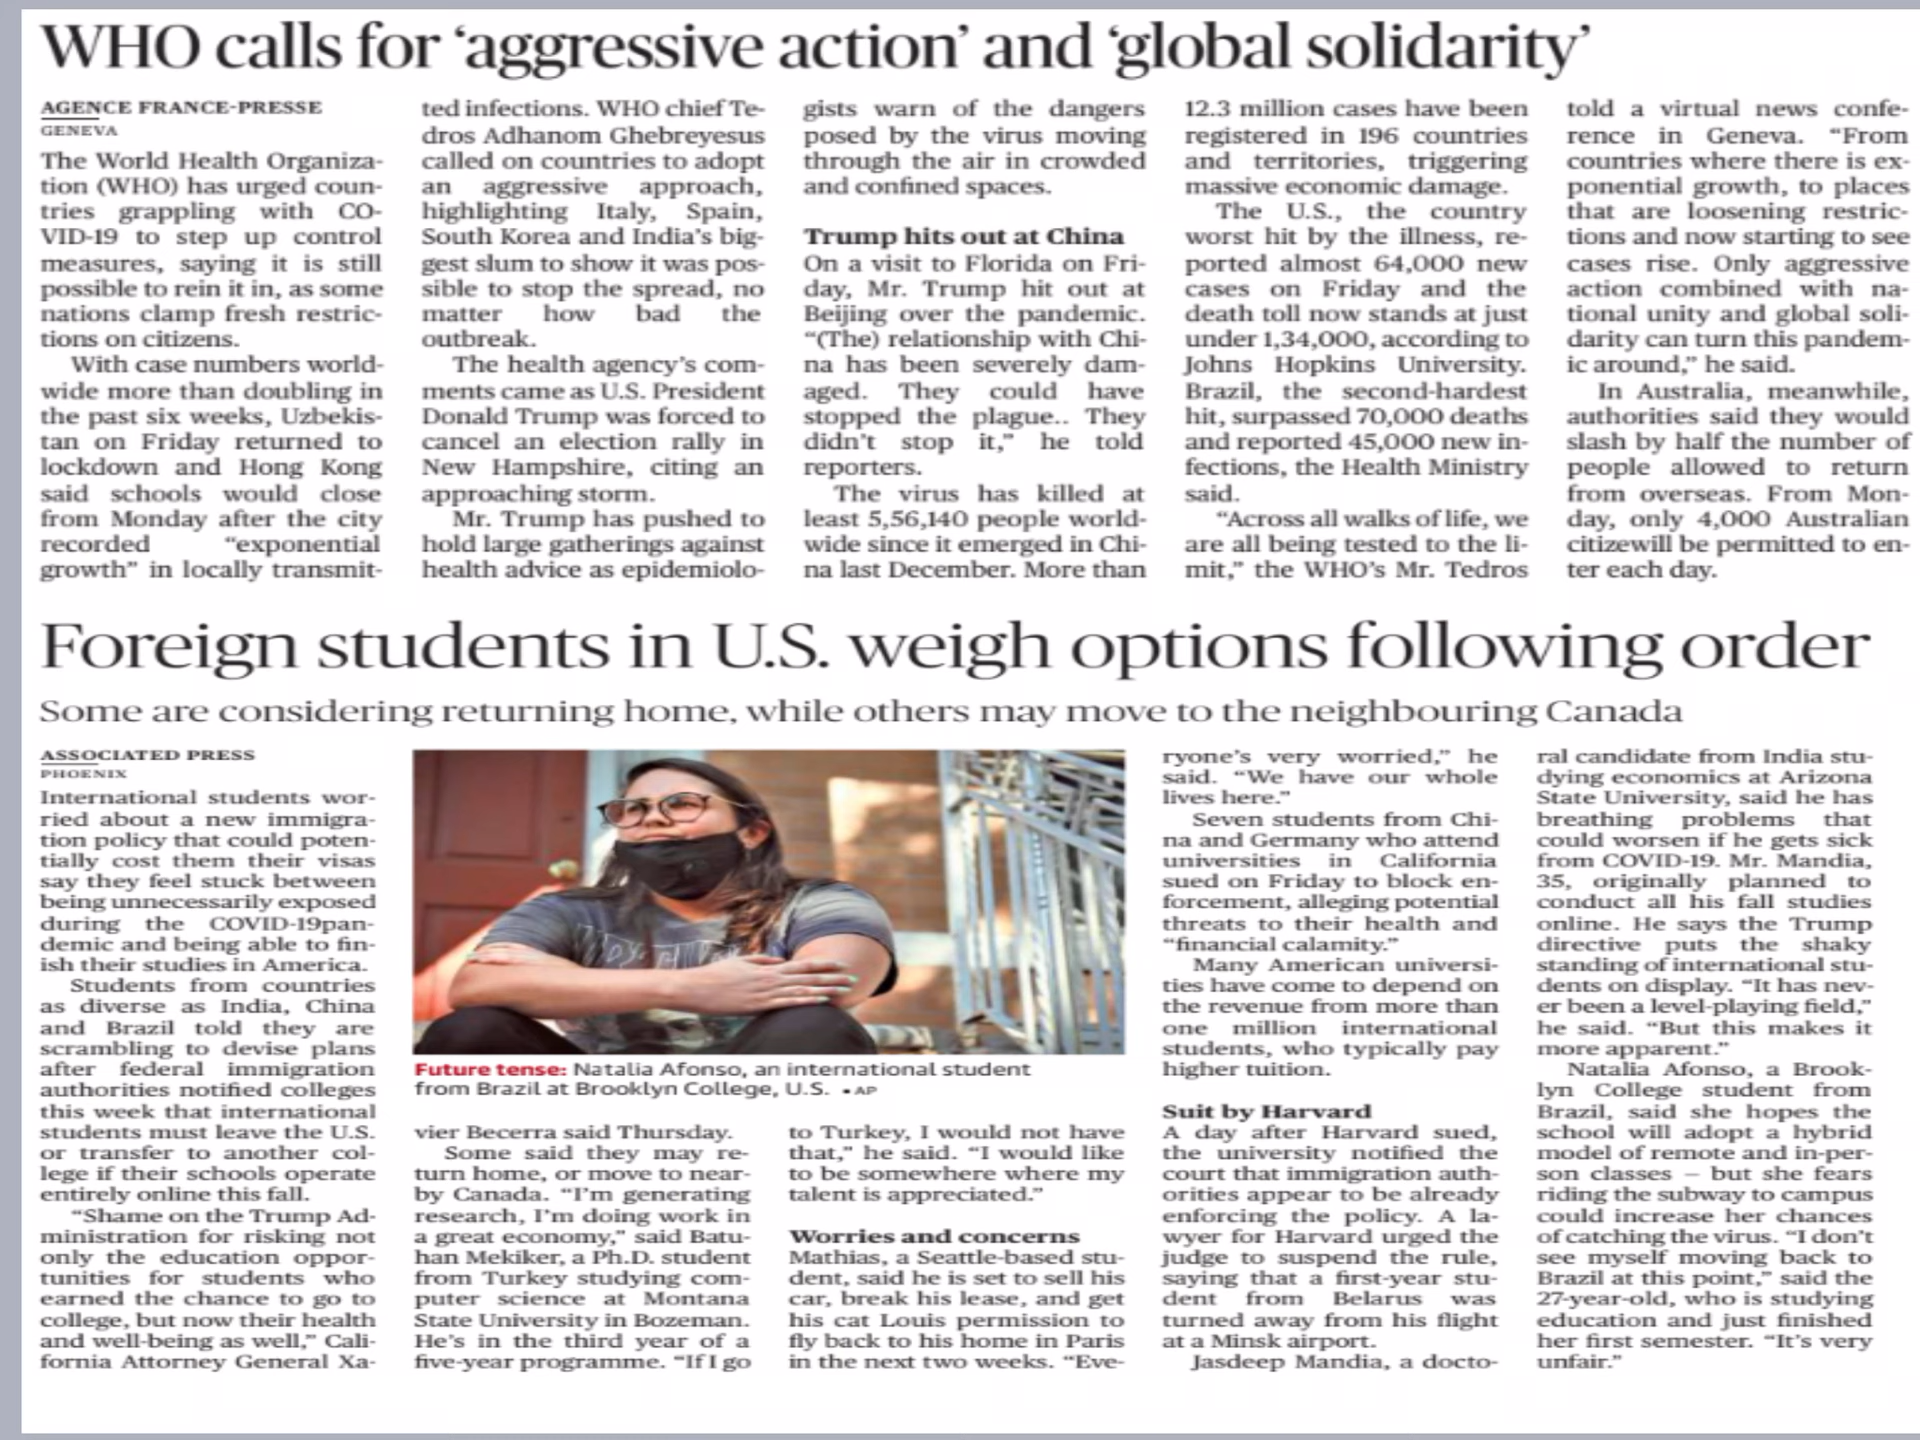 WHO calls for ‘aggressive action’ and ‘global solidarity’
AGENCE FRANCE-PRESSE
GENEVA
The World Health Organiza-
tion (WHO) has urged coun-
tries grappling with CO-
VID-19 to step up control
measures, saying it is still
possible to rein it in, as some
nations clamp fresh restric-
tions on citizens.
With case numbers world-
wide more than doubling in
the past six weeks, Uzbekis-
tan on Friday returned to
lockdown and Hong Kong
said schools would close
from Monday after the city
recorded “exponential
growth” in locally transmit-
ted infections. WHO chief Te-
dros Adhanom Ghebreyesus
called on countries to adopt
an aggressive approach,
highlighting Italy, Spain,
South Korea and India’s big-
gest slum to show it was pos-
sible to stop the spread, no
matter how bad the
outbreak.
The health agency’s com-
ments came as U.S. President
Donald Trump was forced to
cancel an election rally in
New Hampshire, citing an
approaching storm.
Mr. Trump has pushed to
hold large gatherings against
health advice as epidemiolo-
gists warn of the dangers
posed by the virus moving
through the air in crowded
and confined spaces.
Trump hits out at China
On a visit to Florida on Fri-
day, Mr. Trump hit out at
Beijing over the pandemic.
“(The) relationship with Chi-
na has been severely dam-
aged. They could have
stopped the plague.. They
didn’t stop it,” he told
reporters.
The virus has killed at
least 5,56,140 people world-
wide since it emerged in Chi-
na last December. More than
12.3 million cases have been
registered in 196 countries
and territories, triggering
massive economic damage.
The U.S., the country
worst hit by the illness, re-
ported almost 64,000 new
cases on Friday and the
death toll now stands at just
under 1,34,000, according to
Johns Hopkins University.
Brazil, the second-hardest
hit, surpassed 70,000 deaths
and reported 45,000 new in-
fections, the Health Ministry
said.
“Across all walks of life, we
are all being tested to the li-
mit,” the WHO’s Mr. Tedros
told a virtual news confe-
rence in Geneva. “From
countries where there is ex-
ponential growth, to places
that are loosening restric-
tions and now starting to see
cases rise. Only aggressive
action combined with na-
tional unity and global soli-
darity can turn this pandem-
ic around,” he said.
In Australia, meanwhile,
authorities said they would
slash by half the number of
people allowed to return
from overseas. From Mon-
day, only 4,000 Australian
citizewill be permitted to en-
ter each day.
Foreign students in U.S. weigh options following order
Some are considering returning home, while others may move to the neighbouring Canada
ASSOCIATED PRESS
PHOENIX
International students wor-
ried about a new immigra-
tion policy that could poten-
tially cost them their visas
say they feel stuck between
being unnecessarily exposed
during the COVID-19pan-
demic and being able to fin-
ish their studies in America.
Students from countries
as diverse as India, China
and Brazil told they are
scrambling to devise plans
after federal immigration
authorities notified colleges
this week that international
students must leave the U.S.
or transfer to another col-
lege if their schools operate
entirely online this fall.
“Shame on the Trump Ad-
ministration for risking not
only the education oppor-
tunities for students who
earned the chance to go to
college, but now their health
and well-being as well,” Cali-
fornia Attorney General Xa-
Future tense: Natalia Afonso, an international student
from Brazil at Brooklyn College, U.S. • AP
vier Becerra said Thursday.
Some said they may re-
turn home, or move to near-
by Canada. “I’m generating
research, I’m doing work in
a great economy,” said Batu-
han Mekiker, a Ph.D. student
from Turkey studying com-
puter science at Montana
State University in Bozeman.
He’s in the third year of a
five-year programme. “If I go
to Turkey, I would not have
that,” he said. “I would like
to be somewhere where my
talent is appreciated.”
Worries and concerns
Mathias, a Seattle-based stu-
dent, said he is set to sell his
car, break his lease, and get
his cat Louis permission to
fly back to his home in Paris
in the next two weeks. “Eve-
ryone’s very worried,” he
said. “We have our whole
lives here.”
Seven students from Chi-
na and Germany who attend
universities in California
sued on Friday to block en-
forcement, alleging potential
threats to their health and
“financial calamity.”
Many American universi-
ties have come to depend on
the revenue from more than
one million international
students, who typically pay
higher tuition.
Suit by Harvard
A day after Harvard sued,
the university notified the
court that immigration auth-
orities appear to be already
enforcing the policy. A la-
wyer for Harvard urged the
judge to suspend the rule,
saying that a first-year stu-
dent from Belarus was
turned away from his flight
at a Minsk airport.
Jasdeep Mandia, a docto-
ral candidate from India stu-
dying economics at Arizona
State University, said he has
breathing problems that
could worsen if he gets sick
from COVID-19. Mr. Mandia,
35, originally planned to
conduct all his fall studies
online. He says the Trump
directive puts the shaky
standing of international stu-
dents on display. “It has nev-
er been a level-playing field,”
he said. “But this makes it
more apparent.”
Natalia Afonso, a Brook-
lyn College student from
Brazil, said she hopes the
school will adopt a hybrid
model of remote and in-per-
son classes – but she fears
riding the subway to campus
could increase her chances
of catching the virus. “I don’t
see myself moving back to
Brazil at this point,” said the
27-year-old, who is studying
education and just finished
her first semester. “It’s very
unfair.”